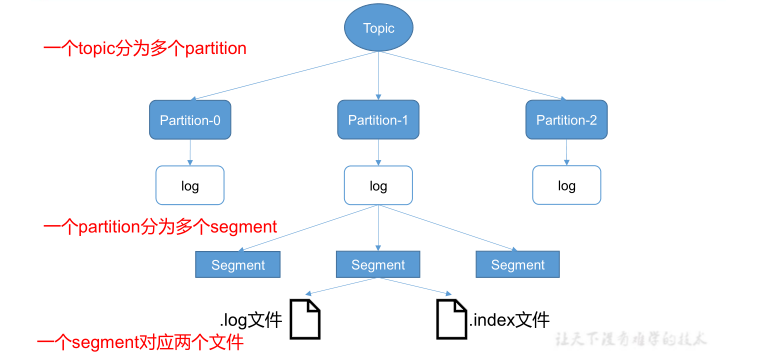 Topic
一个topic分为多个partition
Partition-0 Partition-1 Partition-2
log log log
一个partition分为多个segment
Segment Segment Segment
.log文件 .index文件
一个segment对应两个文件
让天下没有难学的技术